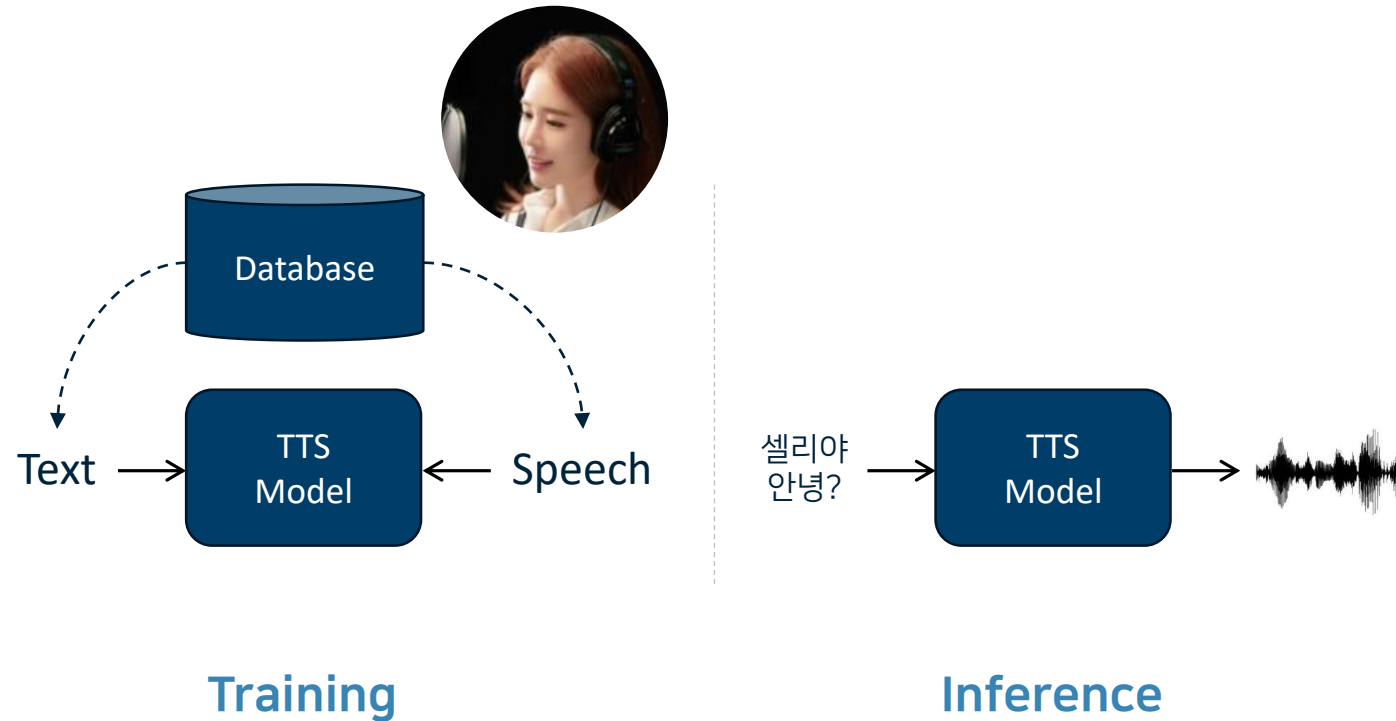 Database
Text
TTS
Model
Speech
Training
셀리야
안녕?
TTS
Model
Inference